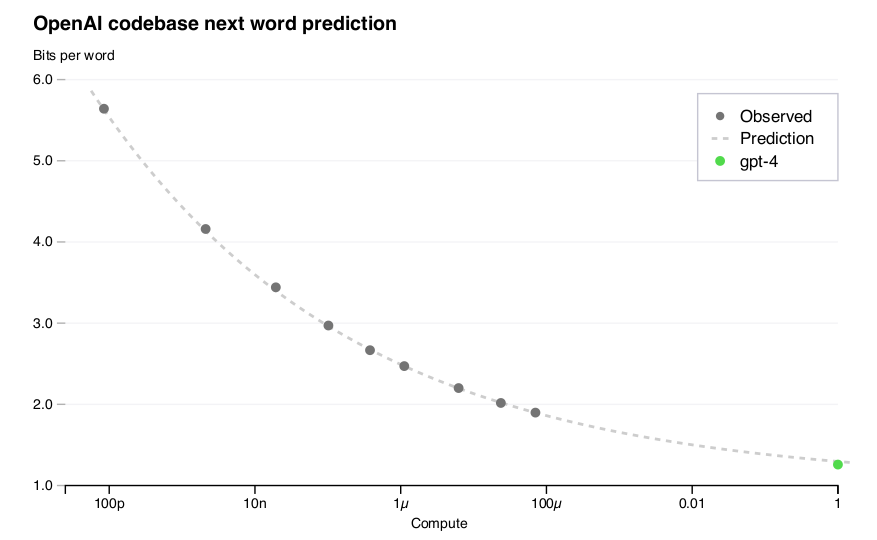 OpenAI codebase next word prediction
Bits per word
6.0
Observed
Prediction
gpt-4
5.0
4.0
3.0
2.0
1.0
100p 10n 1µ 100µ 0.01 1
Compute